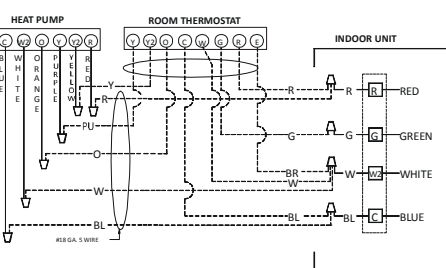 HEAT PUMP
ROOM THERMOSTAT
INDOOR UNIT
C W2 O Y Y2 R
Y Y2 O C W G R E
BLUE
WHITE
ORANGE
PURPLE
YELLOW
RED
Y
R
R R R RED
PU
G G G GREEN
O
BR
W W2 WHITE
W
W
BL
BL BL C BLUE
#18 GA. 5 WIRE